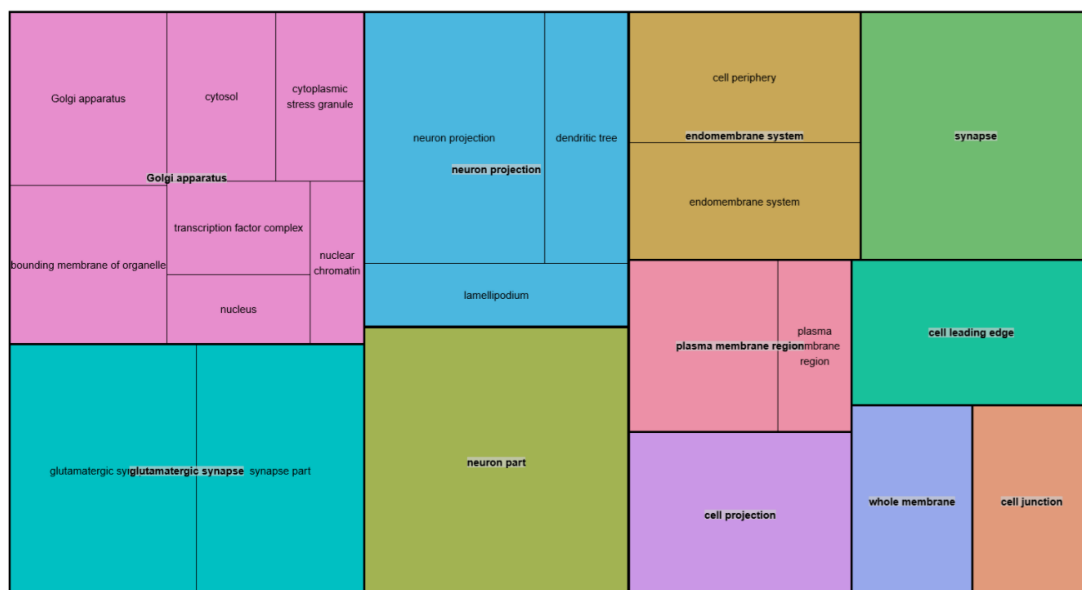 Golgi apparatus
cytosol
cytoplasmic
stress granule
Golgi apparatus
bounding membrane of organelle
transcription factor complex
nuclear
chromatin
nucleus
glutamatergic
glutamatergic synapse
synapse part
neuron projection
dendritic tree
neuron projection
lamellipodium
neuron part
cell periphery
endomembrane system
endomembrane system
synapse
plasma
plasma membrane region
region
cell leading edge
cell projection
whole membrane
cell junction